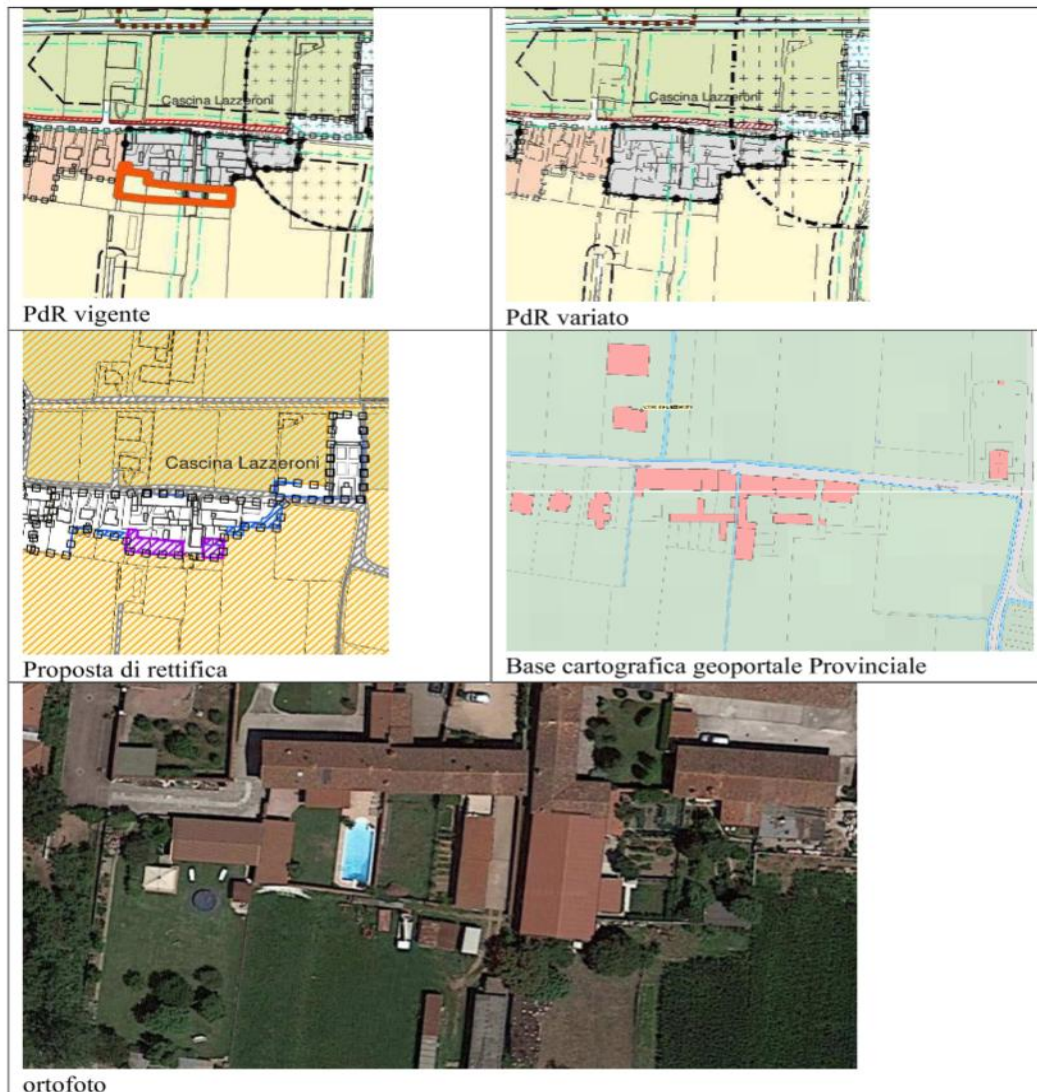 Cascina Lazzeroni
Cascina Lazzeroni
PdR vigente
PdR variato
Cascina Lazzeroni
Proposta di rettifica
Base cartografica geoportale Provinciale
ortofoto